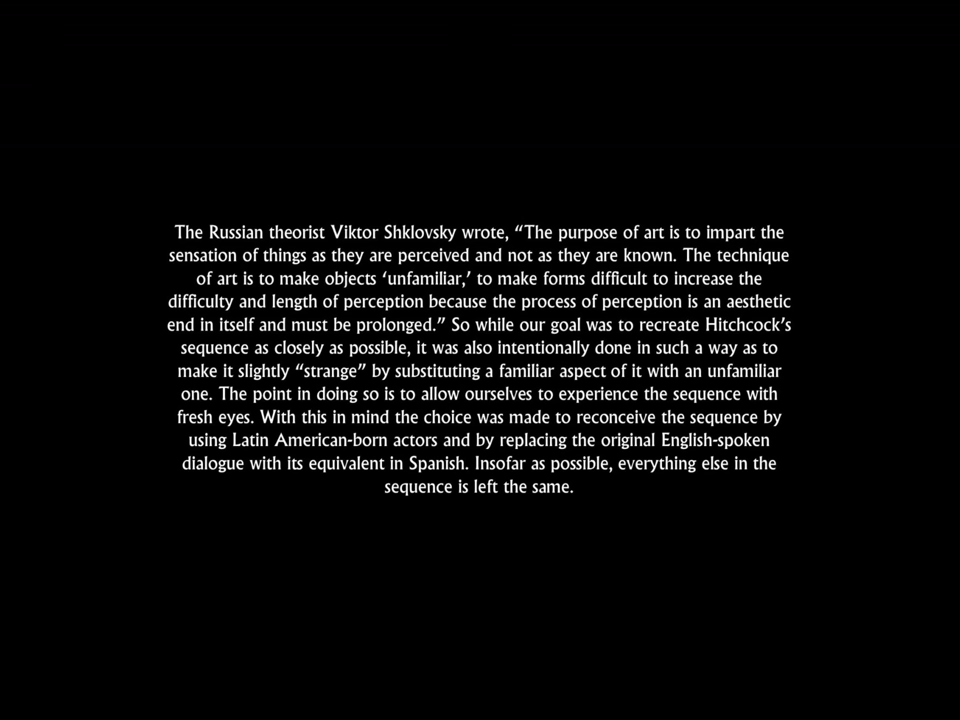 The Russian theorist Viktor Shklovsky wrote, “The purpose of art is to impart the
sensation of things as they are perceived and not as they are known. The technique
of art is to make objects ‘unfamiliar,’ to make forms difficult to increase the
difficulty and length of perception because the process of perception is an aesthetic
end in itself and must be prolonged.” So while our goal was to recreate Hitchcock’s
sequence as closely as possible, it was also intentionally done in such a way as to
make it slightly “strange” by substituting a familiar aspect of it with an unfamiliar
one. The point in doing so is to allow ourselves to experience the sequence with
fresh eyes. With this in mind the choice was made to reconceive the sequence by
using Latin American-born actors and by replacing the original English-spoken
dialogue with its equivalent in Spanish. Insofar as possible, everything else in the
sequence is left the same.